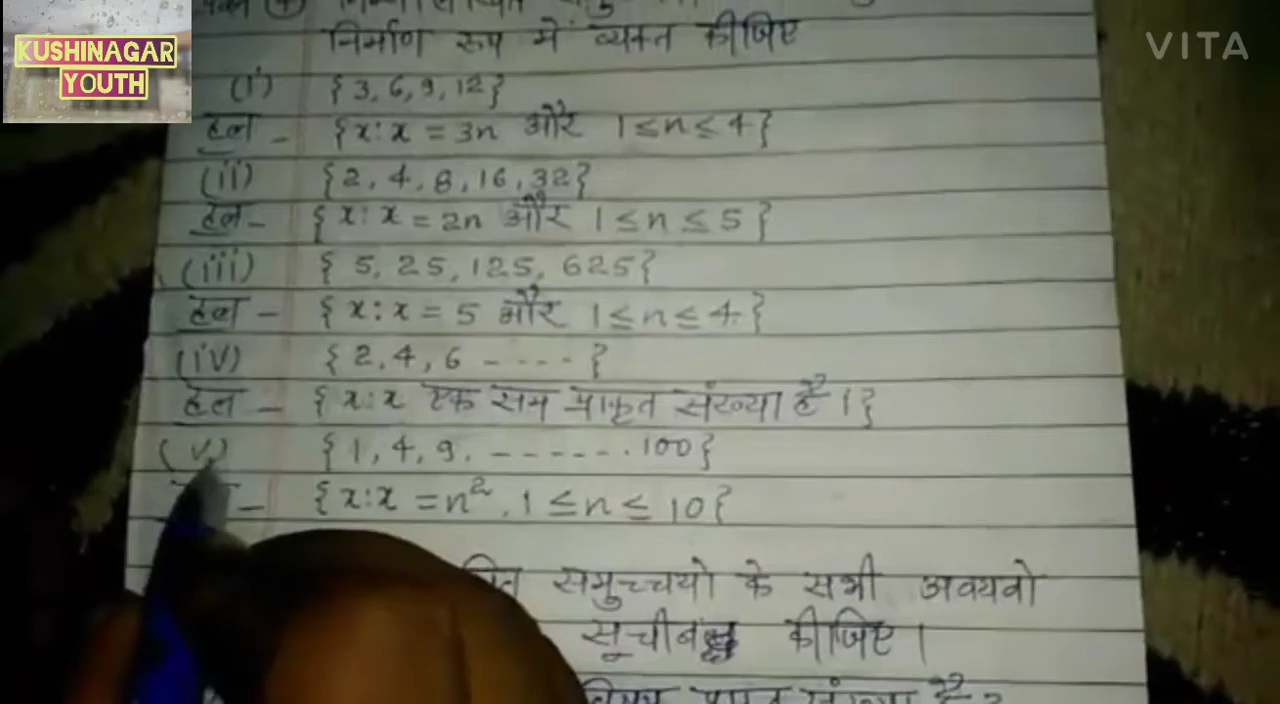 KUSHINAGAR
YOUTH
VITA
निर्माण रूप में व्यक्त कीजिए
(i) {3, 6, 9, 12}
हल - {x : x = 3n और 1 ≤ n ≤ 4}
(ii) {2, 4, 8, 16, 32}
हल - {x : x = 2n और 1 ≤ n ≤ 5}
(iii) {5, 25, 125, 625}
हल - {x : x = 5 और 1 ≤ n ≤ 4}
(iv) {2, 4, 6 - - - - }
हल - {x : x एक सम प्राकृत संख्या है।}
(v) {1, 4, 9, - - - - - - . 100}
- {x : x = n², 1 ≤ n ≤ 10}
समुच्चयो के सभी अवयवो
सूचीबद्ध कीजिए।
संख्या है